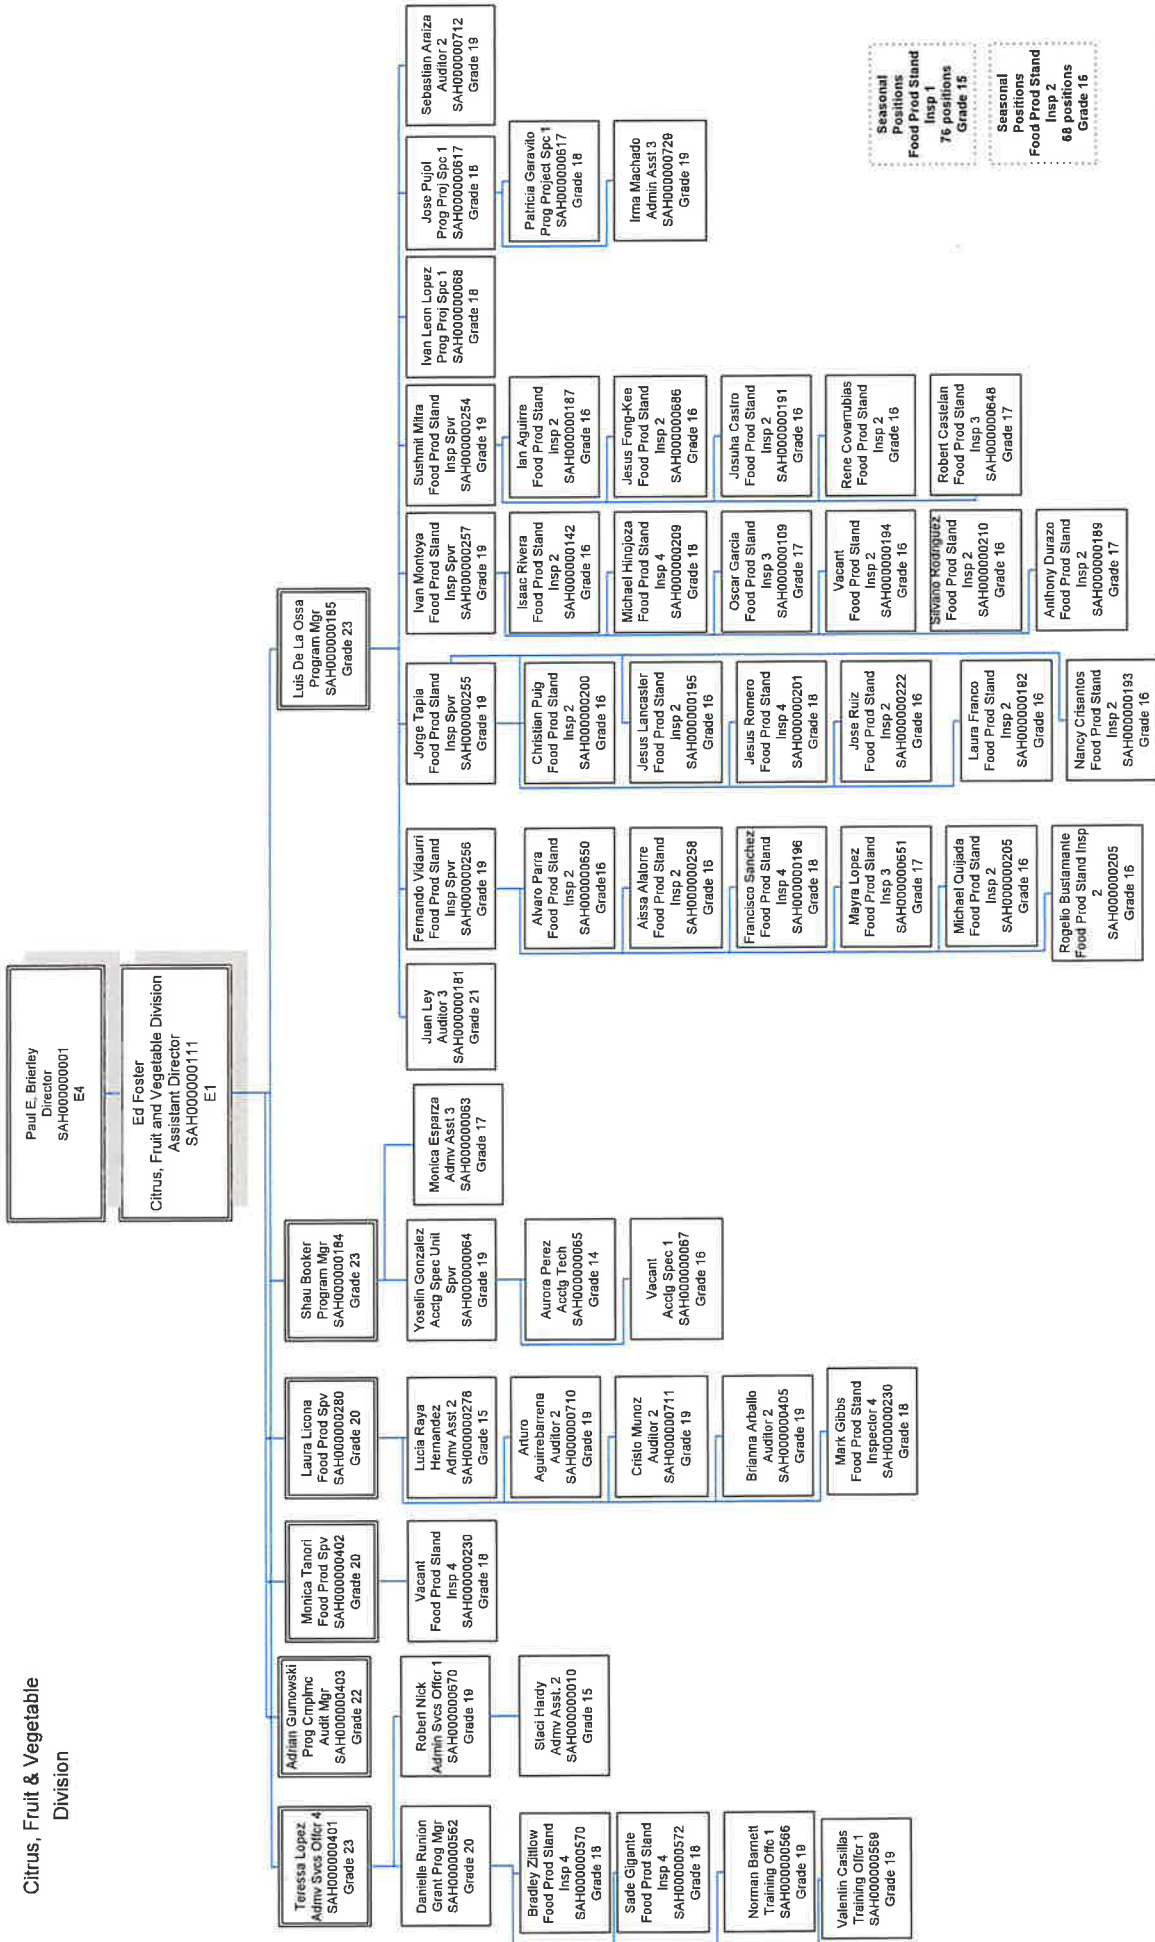 Citrus, Fruit & Vegetable
Division
Paul E. Brierley
Director
SAH000000001
E4
Ed Foster
Citrus, Fruit and Vegetable Division
Assistant Director
SAH000000111
E1
Teressa Lopez
Admv Svcs Offcr 4
SAH000000401
Grade 23
Adrian Gumowski
Prog Cmplnc
Audit Mgr
SAH000000403
Grade 22
Monica Tanori
Food Prod Spv
SAH000000402
Grade 20
Laura Licona
Food Prod Spv
SAH000000280
Grade 20
Shau Booker
Program Mgr
SAH000000184
Grade 23
Luis De La Ossa
Program Mgr
SAH000000185
Grade 23
Danielle Runion
Grant Prog Mgr
SAH000000562
Grade 20
Robert Nick
Admin Svcs Offcr 1
SAH000000670
Grade 19
Vacant
Food Prod Stand
Insp 4
SAH000000230
Grade 18
Lucia Raya
Hernandez
Admv Asst 2
SAH000000278
Grade 15
Yoselin Gonzalez
Acctg Spec Unit
Spvr
SAH000000064
Grade 19
Monica Esparza
Admv Asst 3
SAH000000063
Grade 17
Juan Ley
Auditor 3
SAH000000181
Grade 21
Fernando Vidaurri
Food Prod Stand
Insp Spvr
SAH000000256
Grade 19
Jorge Tapia
Food Prod Stand
Insp Spvr
SAH000000255
Grade 19
Ivan Montoya
Food Prod Stand
Insp Spvr
SAH000000257
Grade 19
Sushmit Mitra
Food Prod Stand
Insp Spvr
SAH000000254
Grade 19
Ivan Leon Lopez
Prog Proj Spc 1
SAH000000068
Grade 18
Jose Pujol
Prog Proj Spc 1
SAH000000617
Grade 18
Sebastian Araiza
Auditor 2
SAH000000712
Grade 19
Bradley Zittlow
Food Prod Stand
Insp 4
SAH000000570
Grade 18
Sade Gigante
Food Prod Stand
Insp 4
SAH000000572
Grade 18
Norman Barnett
Training Offc 1
SAH000000566
Grade 19
Valentin Casillas
Training Offcr 1
SAH000000569
Grade 19
Staci Hardy
Admv Asst. 2
SAH000000010
Grade 15
Arturo
Aguirrebarrena
Auditor 2
SAH000000710
Grade 19
Cristo Munoz
Auditor 2
SAH000000711
Grade 19
Brianna Arballo
Auditor 2
SAH000000405
Grade 19
Mark Gibbs
Food Prod Stand
Inspector 4
SAH000000230
Grade 18
Aurora Perez
Acctg Tech
SAH000000065
Grade 14
Vacant
Acctg Spec 1
SAH000000067
Grade 16
Alvaro Parra
Food Prod Stand
Insp 2
SAH000000650
Grade16
Aissa Alatorre
Food Prod Stand
Insp 2
SAH000000258
Grade 16
Francisco Sanchez
Food Prod Stand
Insp 4
SAH000000196
Grade 18
Mayra Lopez
Food Prod Stand
Insp 3
SAH000000651
Grade 17
Michael Quijada
Food Prod Stand
Insp 2
SAH000000205
Grade 16
Rogelio Bustamante
Food Prod Stand Insp
2
SAH000000205
Grade 16
Christian Puig
Food Prod Stand
Insp 2
SAH000000200
Grade 16
Jesus Lancaster
Food Prod Stand
Insp 2
SAH000000195
Grade 16
Jesus Romero
Food Prod Stand
Insp 4
SAH000000201
Grade 18
Jose Ruiz
Food Prod Stand
Insp 2
SAH000000222
Grade 16
Laura Franco
Food Prod Stand
Insp 2
SAH000000192
Grade 16
Nancy Crisantos
Food Prod Stand
Insp 2
SAH000000193
Grade 16
Isaac Rivera
Food Prod Stand
Insp 2
SAH000000142
Grade 16
Michael Hinojoza
Food Prod Stand
Insp 4
SAH000000209
Grade 18
Oscar Garcia
Food Prod Stand
Insp 3
SAH000000109
Grade 17
Vacant
Food Prod Stand
Insp 2
SAH000000194
Grade 16
Silvano Rodriguez
Food Prod Stand
Insp 2
SAH000000210
Grade 16
Anthony Durazo
Food Prod Stand
Insp 2
SAH000000189
Grade 17
Ian Aguirre
Food Prod Stand
Insp 2
SAH000000187
Grade 16
Jesus Fong-Kee
Food Prod Stand
Insp 2
SAH000000686
Grade 16
Josuha Castro
Food Prod Stand
Insp 2
SAH000000191
Grade 16
Rene Covarrubias
Food Prod Stand
Insp 2
Grade 16
Robert Castelan
Food Prod Stand
Insp 3
SAH000000648
Grade 17
Patricia Garavito
Prog Project Spc 1
SAH000000617
Grade 18
Irma Machado
Admin Asst 3
SAH000000729
Grade 19
Seasonal
Positions
Food Prod Stand
Insp 1
76 positions
Grade 15
Seasonal
Positions
Food Prod Stand
Insp 2
68 positions
Grade 16